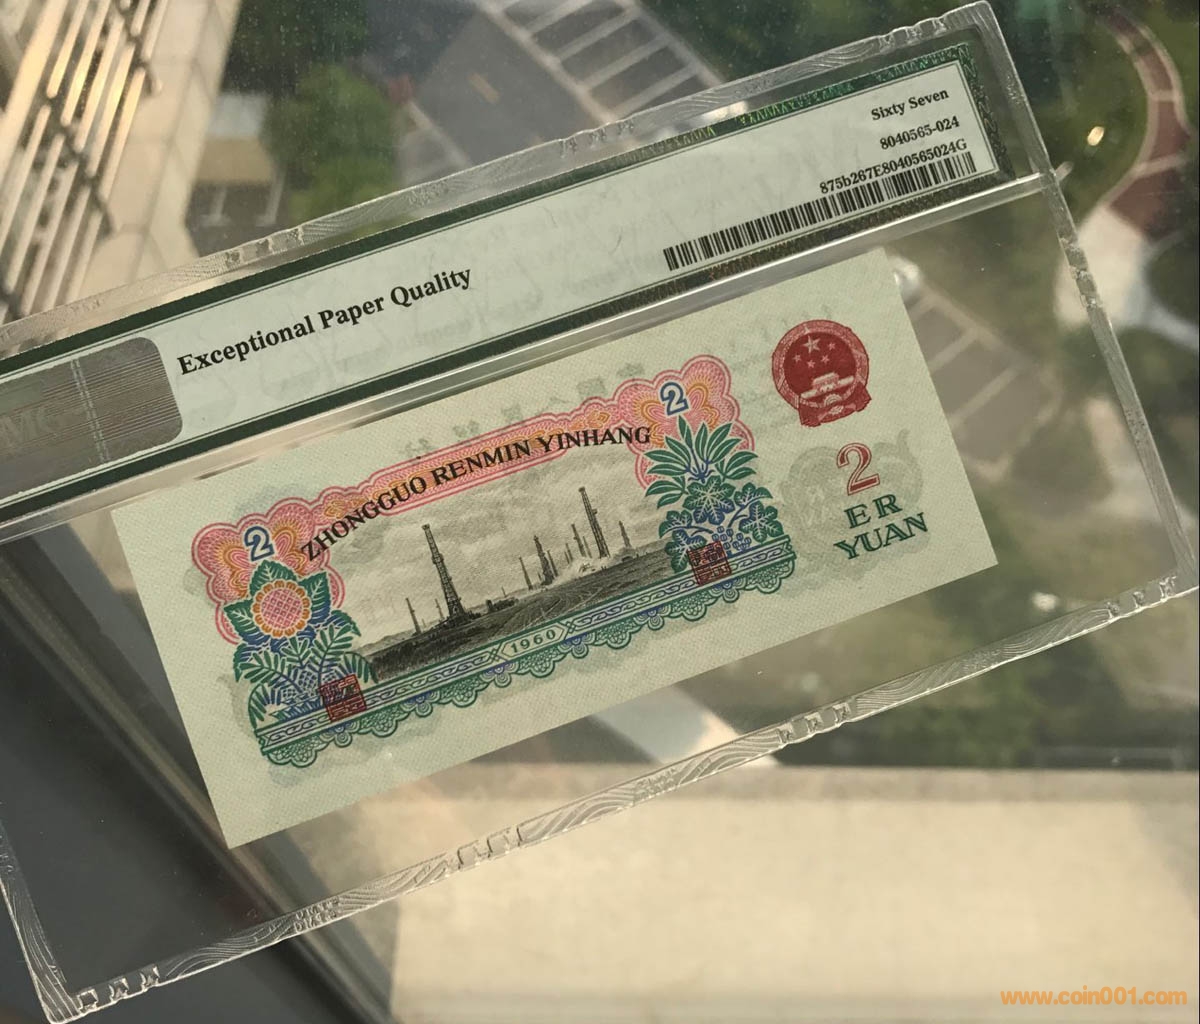 Sixty Seven
8040565-024
875b267E8040565024G
Exceptional Paper Quality
PMG
2
2
ZHONGGUO RENMIN YINHANG
2
ER
YUAN
1960
www.coin001.com